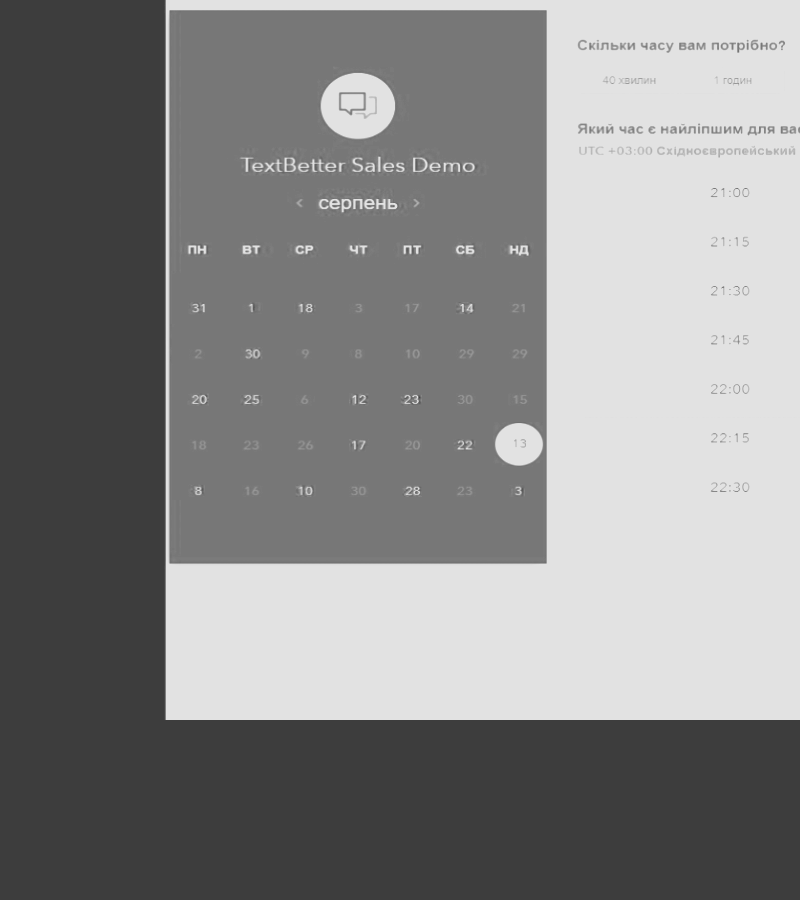 TextBetter Sales Demo
< серпень >
ПН ВТ СР ЧТ ПТ СБ НД
31 1 18 3 17 14 21
2 30 9 8 10 29 29
20 25 6 12 23 30 15
18 23 26 17 20 22 13
8 16 10 30 28 23 3
Скільки часу вам потрібно?
40 хвилин 1 годин
Який час є найліпшим для
UTC +03:00 Східноєвропейський
21:00
21:15
21:30
21:45
22:00
22:15
22:30